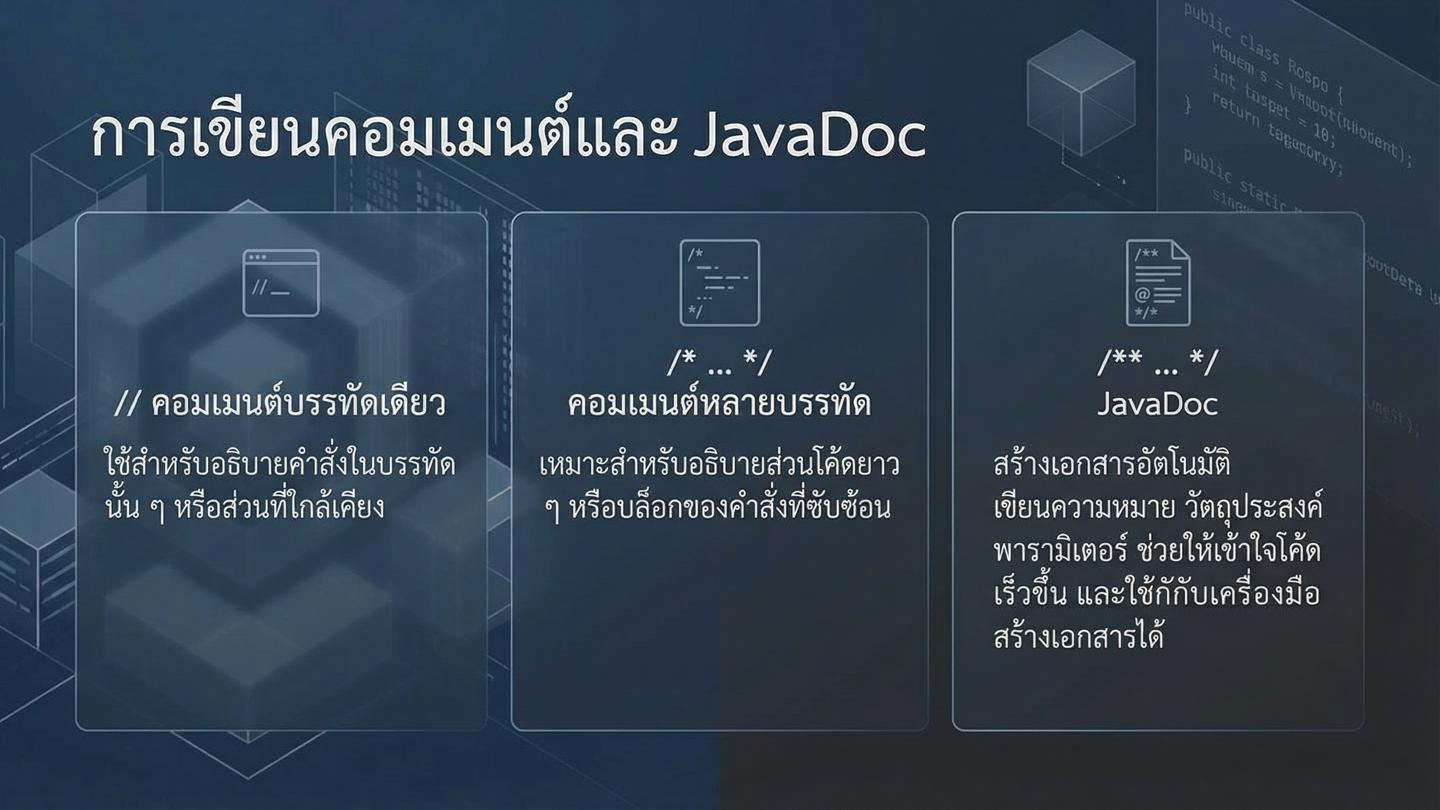 การเขียนคอมเมนต์และ JavaDoc
//
// คอมเมนต์บรรทัดเดียว
ใช้สำหรับอธิบายคำสั่งในบรรทัด
นั้น ๆ หรือส่วนที่ใกล้เคียง
/*
*/
/* ... */
คอมเมนต์หลายบรรทัด
เหมาะสำหรับอธิบายส่วนโค้ดยาว
ๆ หรือบล็อกของคำสั่งที่ซับซ้อน
/**
@
*/*
/** ... */
JavaDoc
สร้างเอกสารอัตโนมัติ
เขียนความหมาย วัตถุประสงค์
พารามิเตอร์ ช่วยให้เข้าใจโค้ด
เร็วขึ้น และใช้กักับเครื่องมือ
สร้างเอกสารได้
public class Rospo {
int tospet = 10;
}
return
public static